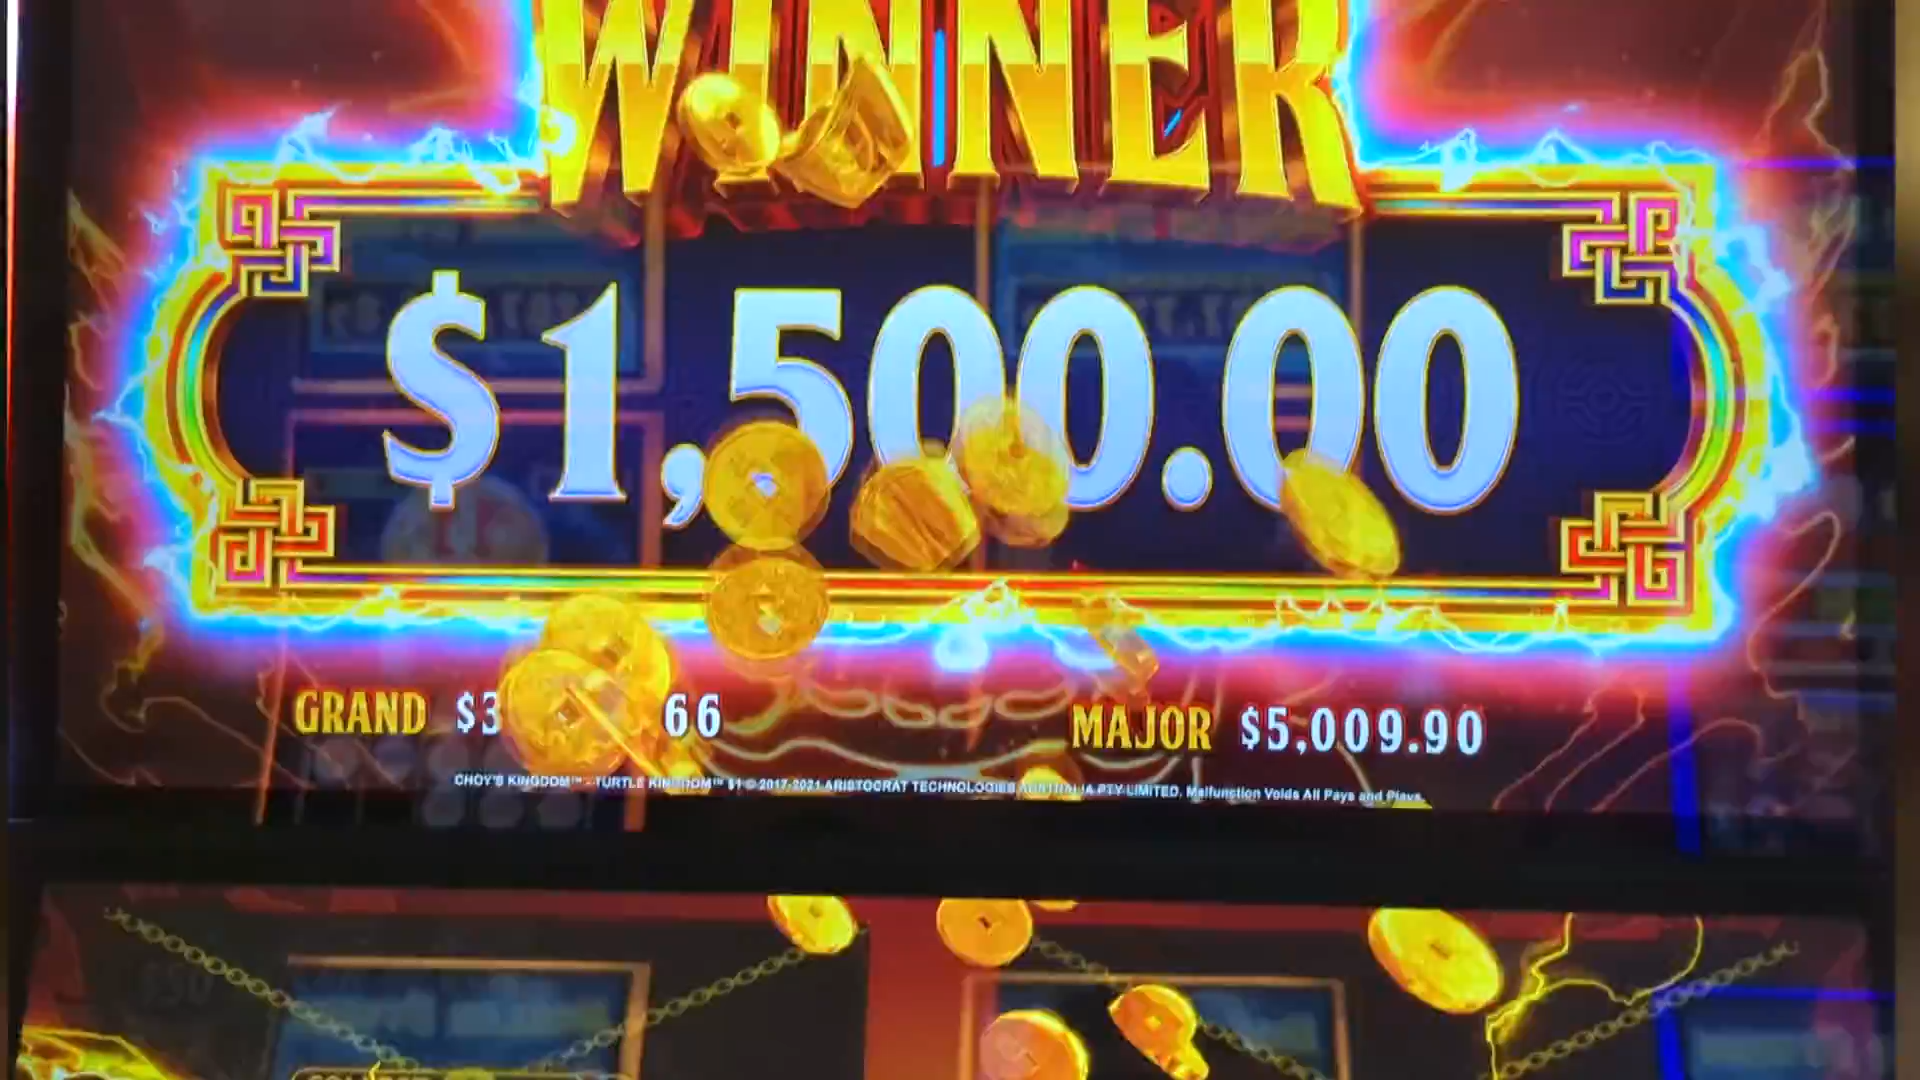 WINNER
$1,500.00
GRAND $3 66
MAJOR $5,009.90
CHOY'S KINGDOM™ - TURTLE KINGDOM™ $1 © 2017-2021 ARISTOCRAT TECHNOLOGIES AUSTRALIA PTY LIMITED. Malfunction Voids All Pays and Plays.